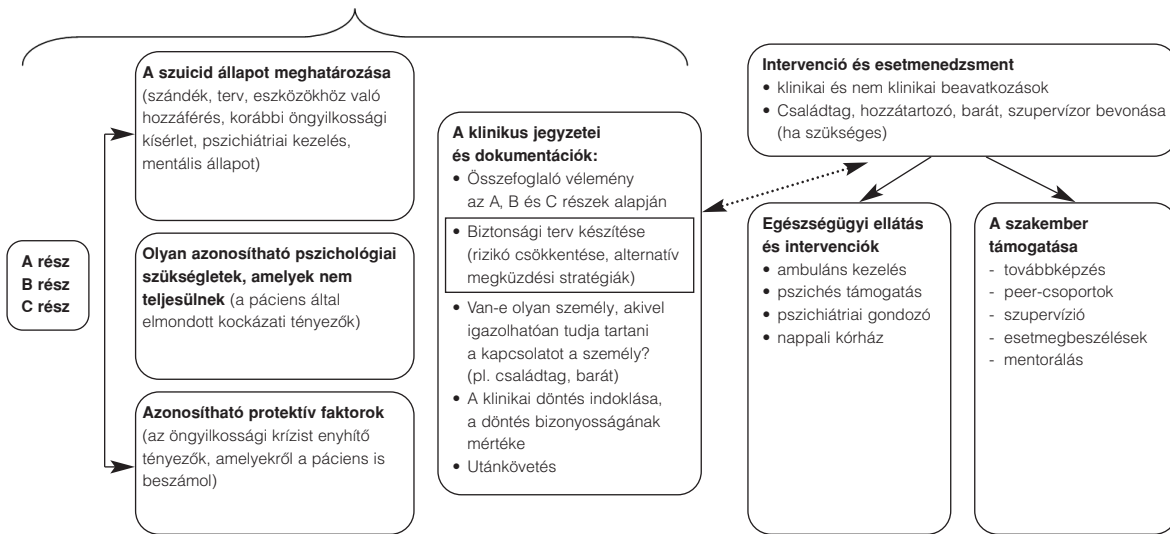 A rész
B rész
C rész
A szuicid állapot meghatározása
(szándék, terv, eszközökhöz való
hozzáférés, korábbi öngyilkossági
kísérlet, pszichiátriai kezelés,
mentális állapot)
Olyan azonosítható pszichológiai
szükségletek, amelyek nem
teljesülnek (a páciens által
elmondott kockázati tényezők)
Azonosítható protektív faktorok
(az öngyilkossági krízist enyhítő
tényezők, amelyekről a páciens is
beszámol)
A klinikus jegyzetei
és dokumentációk:
• Összefoglaló vélemény
az A, B és C részek alapján
• Biztonsági terv készítése
(rizikó csökkentése, alternatív
megküzdési stratégiák)
• Van-e olyan személy, akivel
igazolhatóan tudja tartani
a kapcsolatot a személy?
(pl. családtag, barát)
• A klinikai döntés indoklása,
a döntés bizonyosságának
mértéke
• Utánkövetés
Intervenció és esetmenedzsment
• klinikai és nem klinikai beavatkozások
• Családtag, hozzátartozó, barát, szupervízor bevonása
(ha szükséges)
Egészségügyi ellátás
és intervenciók
• ambuláns kezelés
• pszichés támogatás
• pszichiátriai gondozó
• nappali kórház
A szakember
támogatása
- továbbképzés
- peer-csoportok
- szupervízió
- esetmegbeszélések
- mentorálás